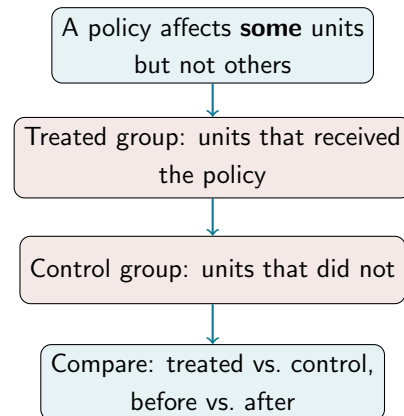 A policy affects some units
but not others
Treated group: units that received
the policy
Control group: units that did not
Compare: treated vs. control,
before vs. after